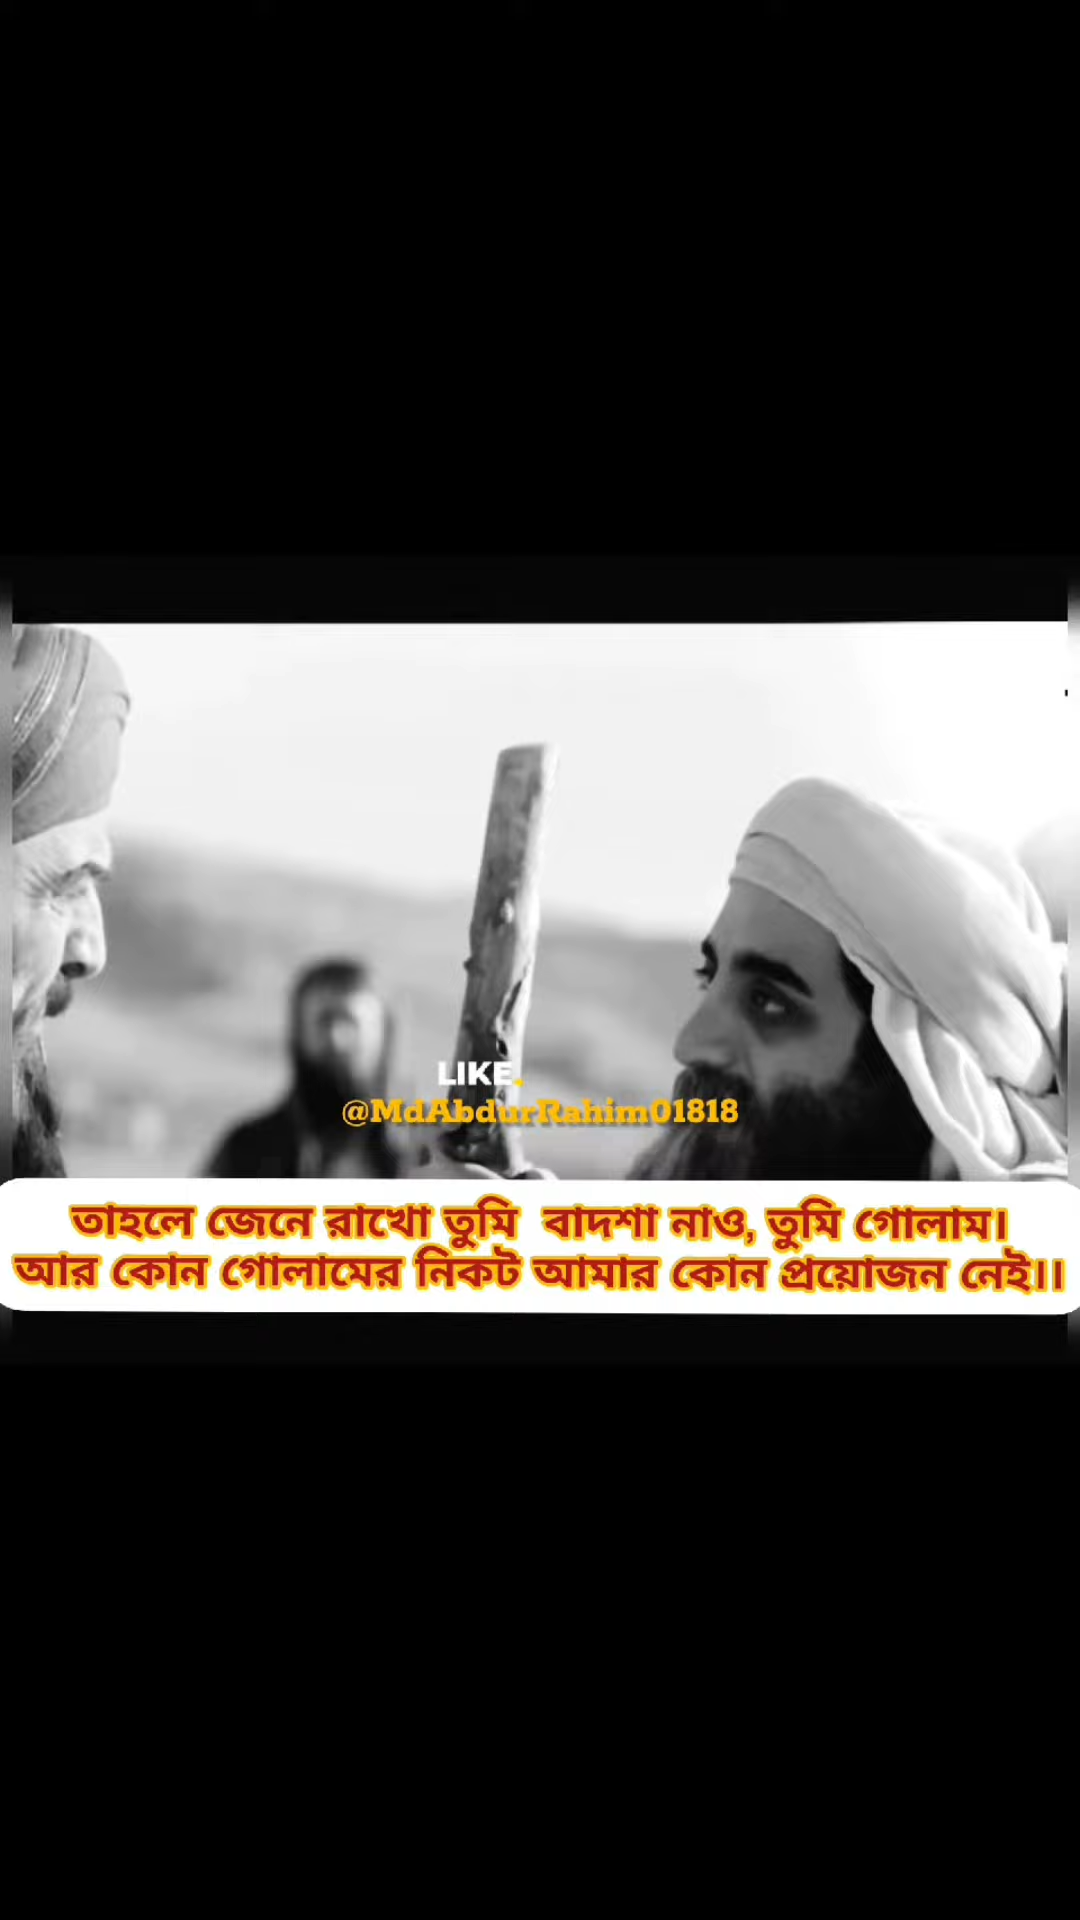 LIKE.
@MdAbdurRahim01818
তাহলে জেনে রাখো তুমি বাদশা নাও, তুমি গোলাম।
আর কোন গোলামের নিকট আমার কোন প্রয়োজন নেই।।